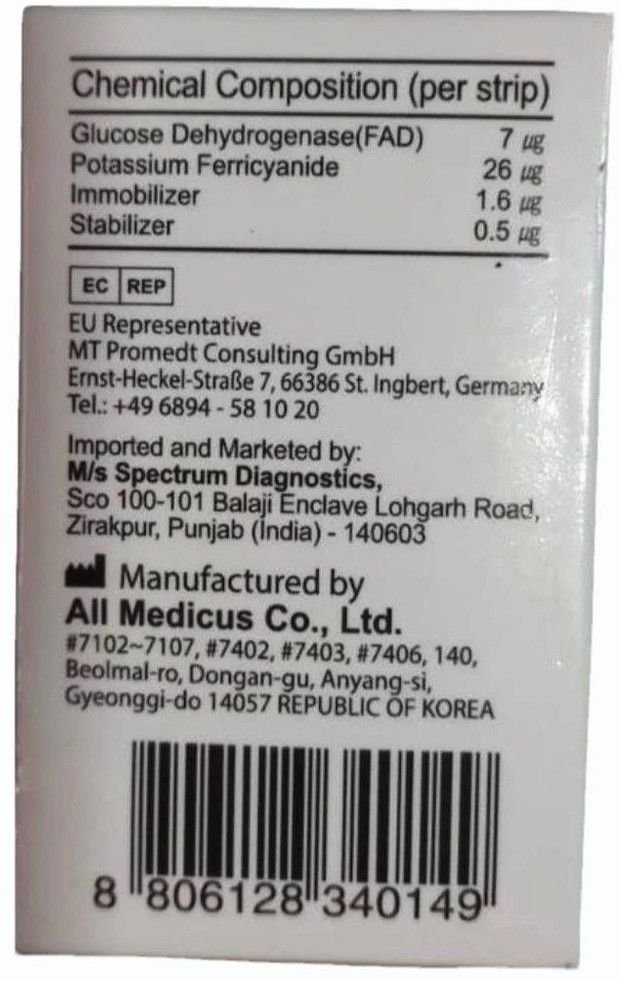 Chemical Composition (per strip)
Glucose Dehydrogenase(FAD) 7 µg
Potassium Ferricyanide 26 µg
Immobilizer 1.6 µg
Stabilizer 0.5 µg
EC REP
EU Representative
MT Promedt Consulting GmbH
Ernst-Heckel-Straße 7, 66386 St. Ingbert, Germany
Tel.: +49 6894 - 58 10 20
Imported and Marketed by:
M/s Spectrum Diagnostics,
Sco 100-101 Balaji Enclave Lohgarh Road,
Zirakpur, Punjab (India) - 140603
Manufactured by
All Medicus Co., Ltd.
#7102~7107, #7402, #7403, #7406, 140,
Beolmal-ro, Dongan-gu, Anyang-si,
Gyeonggi-do 14057 REPUBLIC OF KOREA
8 806128 340149